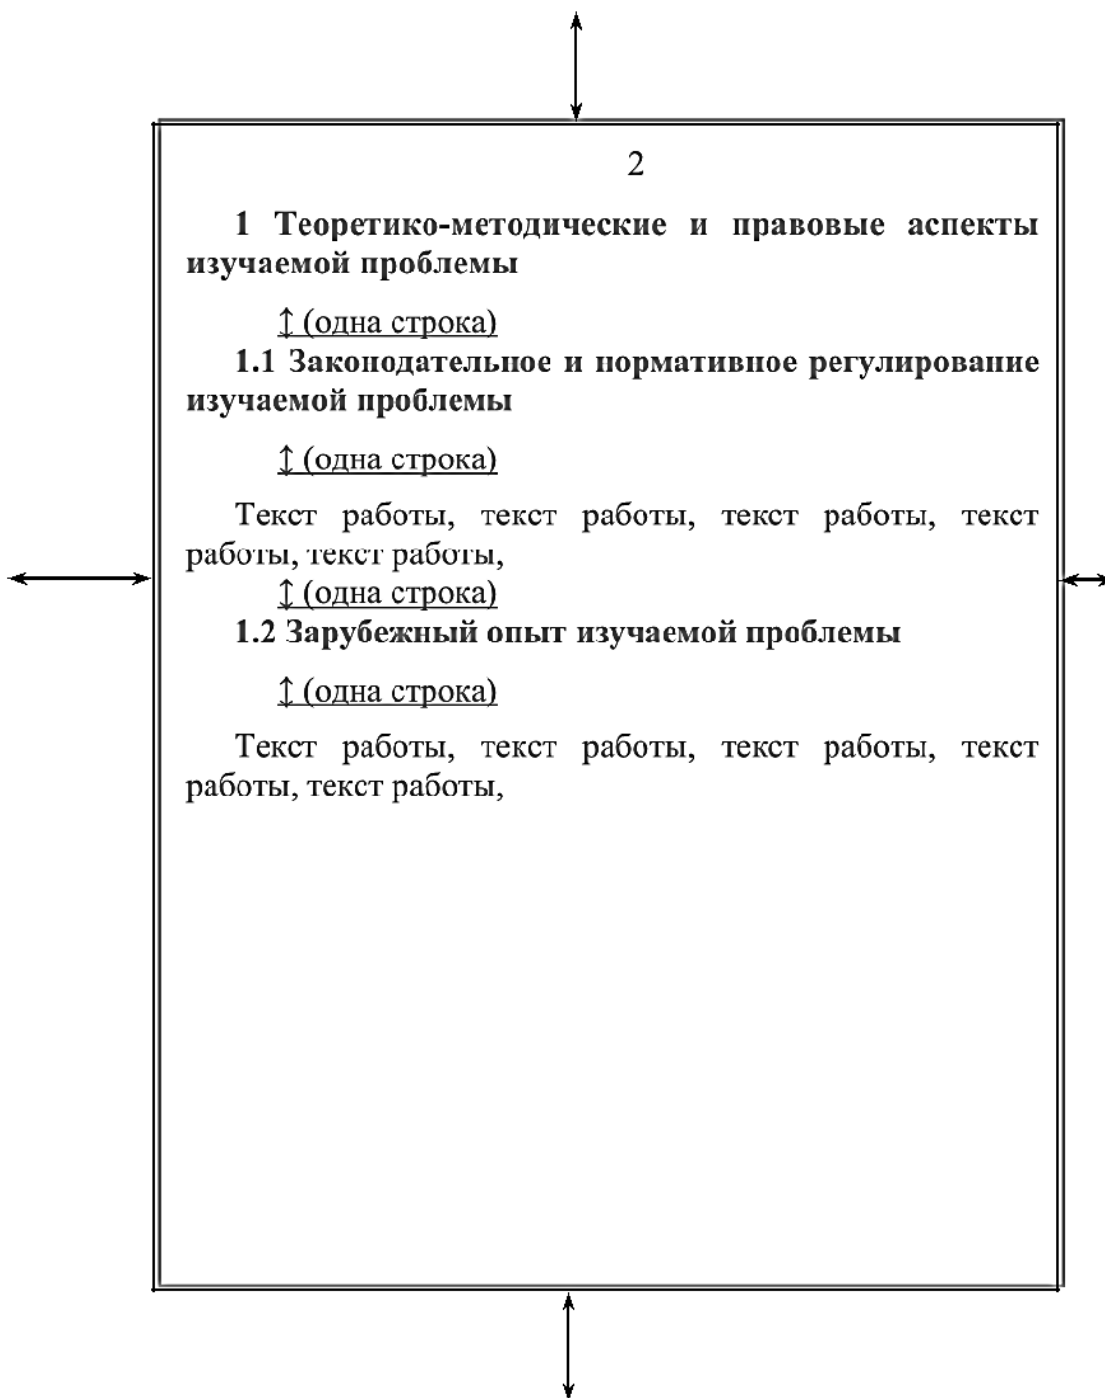 2
1 Теоретико-методические и правовые аспекты
изучаемой проблемы
↕ (одна строка)
1.1 Законодательное и нормативное регулирование
изучаемой проблемы
↕ (одна строка)
Текст работы, текст работы, текст работы, текст
работы, текст работы,
↕ (одна строка)
1.2 Зарубежный опыт изучаемой проблемы
↕ (одна строка)
Текст работы, текст работы, текст работы, текст
работы, текст работы,